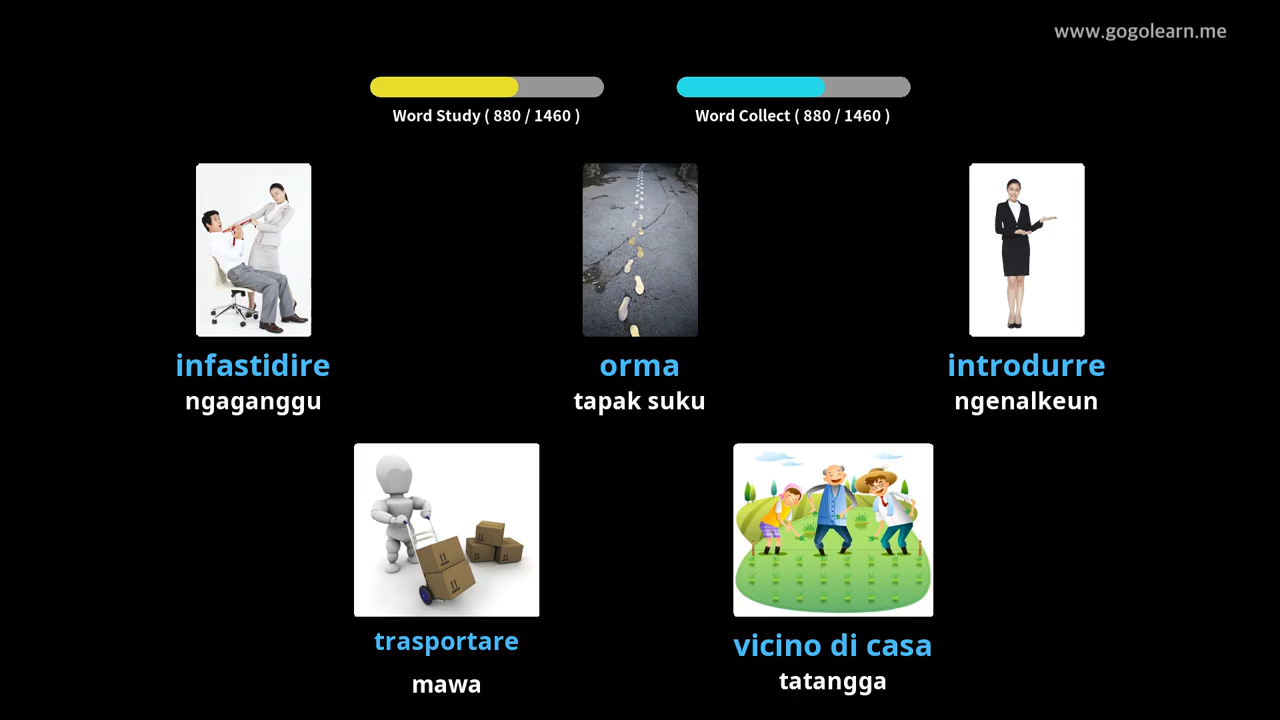 www.gogolearn.me
Word Study ( 880 / 1460 )
Word Collect ( 880 / 1460 )
infastidire
ngaganggu
orma
tapak suku
introdurre
ngenalkeun
trasportare
mawa
vicino di casa
tatangga